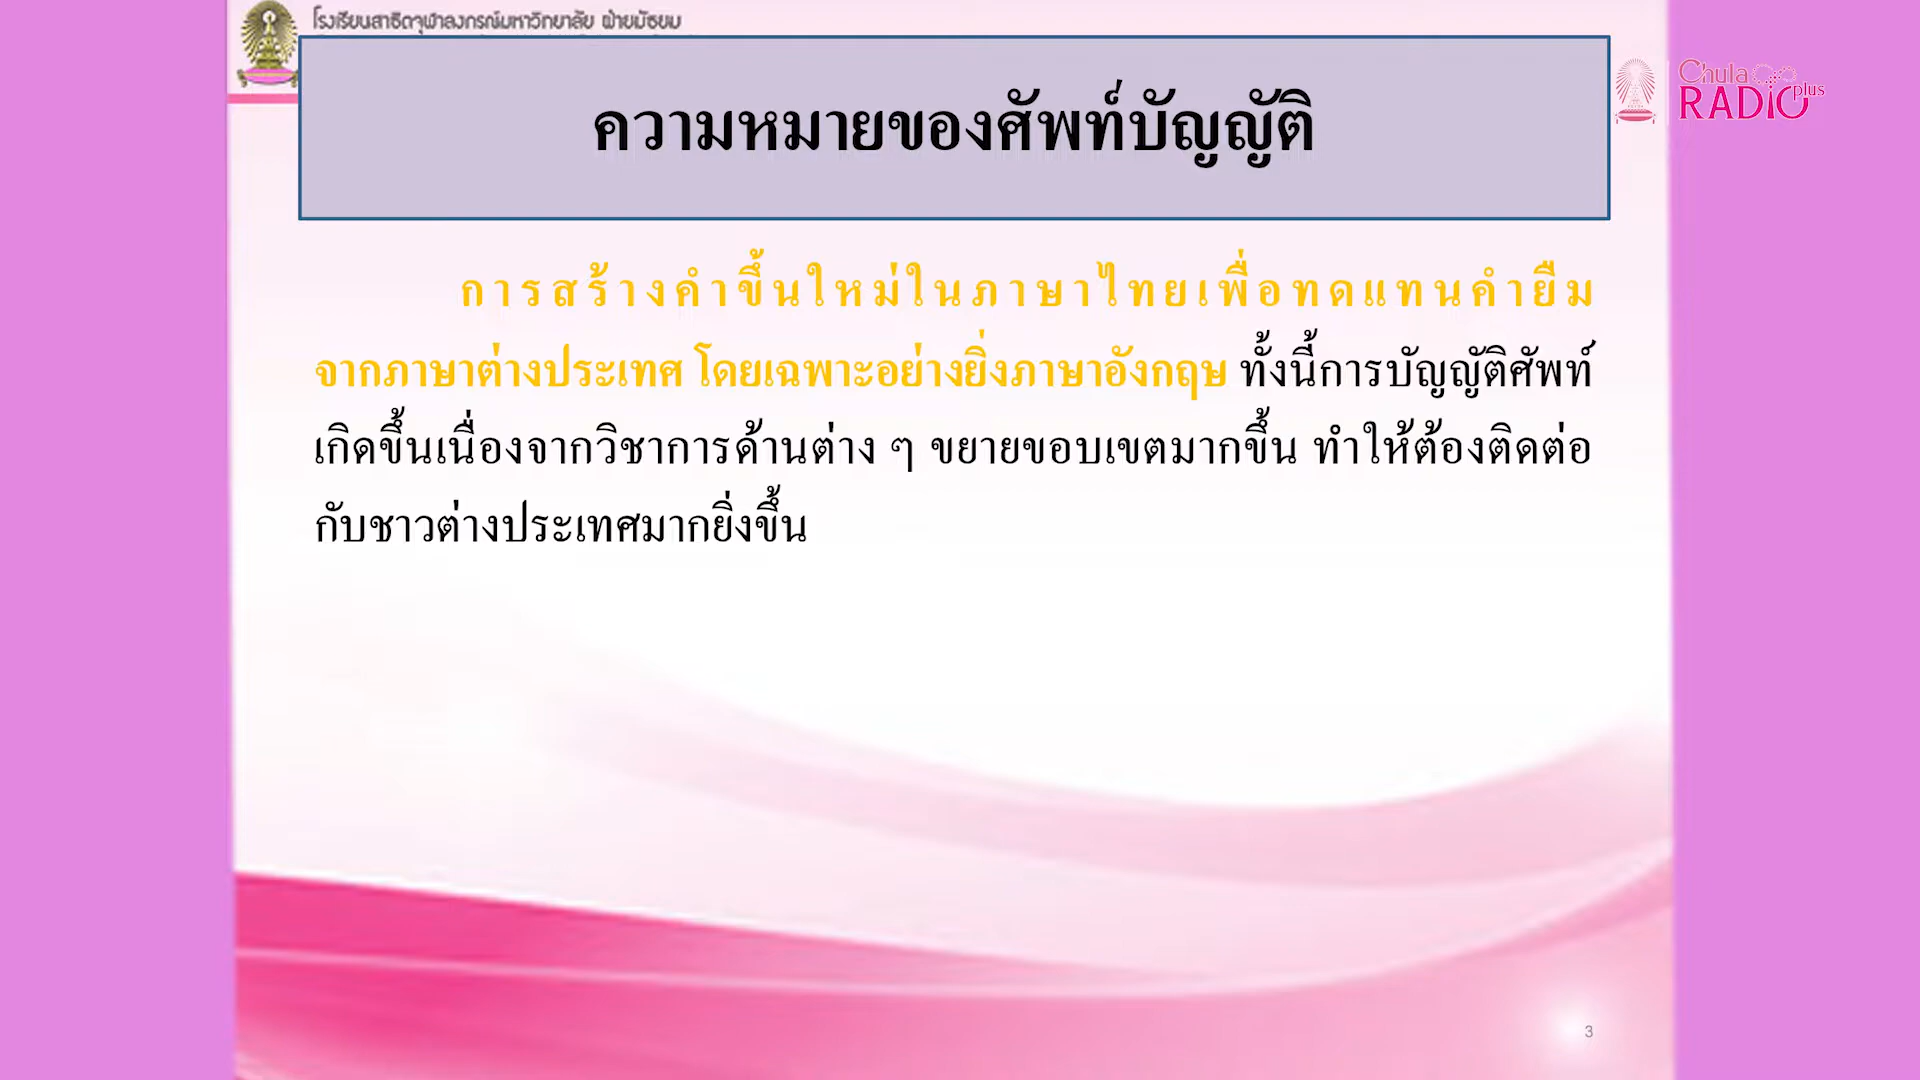 โรงเรียนสาธิตจุฬาลงกรณ์มหาวิทยาลัย ฝ่ายมัธยม
Chula
RADIO plus
ความหมายของศัพท์บัญญัติ
การสร้างคำขึ้นใหม่ในภาษาไทยเพื่อทดแทนคำยืม
จากภาษาต่างประเทศ โดยเฉพาะอย่างยิ่งภาษาอังกฤษ ทั้งนี้การบัญญัติศัพท์
เกิดขึ้นเนื่องจากวิชาการด้านต่าง ๆ ขยายขอบเขตมากขึ้น ทำให้ต้องติดต่อ
กับชาวต่างประเทศมากยิ่งขึ้น
3